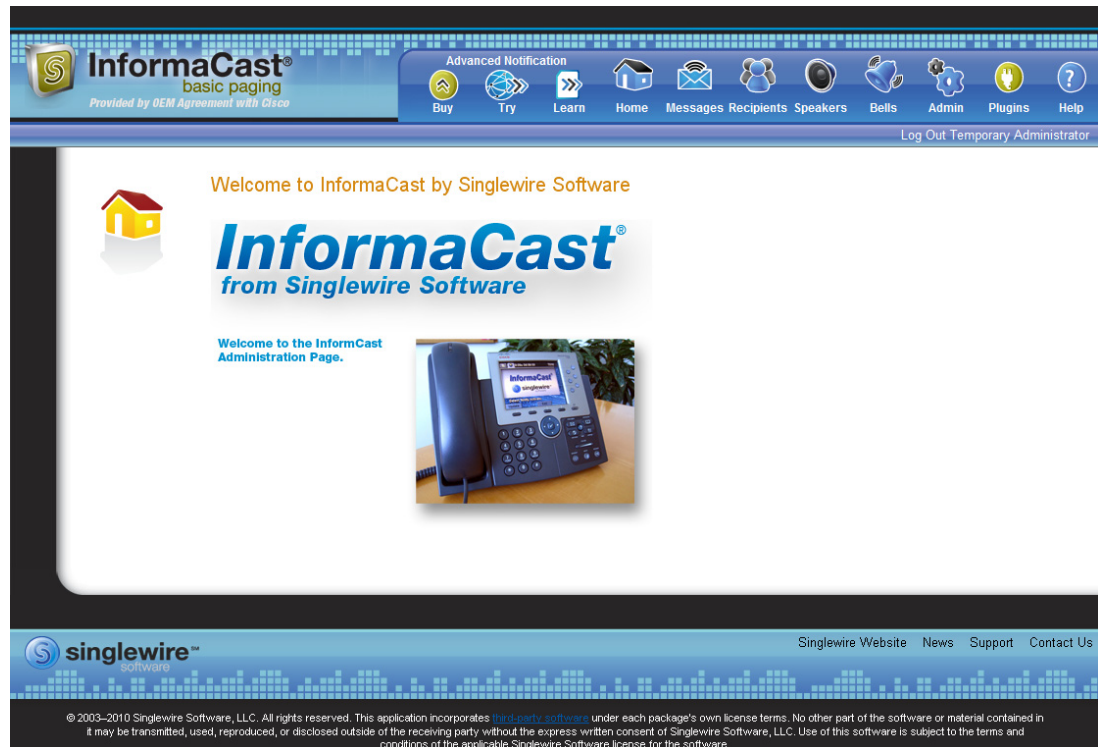 InformaCast®
basic paging
Provided by OEM Agreement with Cisco
Advanced Notification
Buy Try Learn Home Messages Recipients Speakers Bells Admin Plugins Help
Log Out Temporary Administrator
Welcome to InformaCast by Singlewire Software
InformaCast®
from Singlewire Software
Welcome to the InformCast
Administration Page.
InformaCast
singlewire
singlewire℠
software
Singlewire Website News Support Contact Us
© 2003–2010 Singlewire Software, LLC. All rights reserved. This application incorporates third-party software under each package's own license terms. No other part of the software or material contained in
it may be transmitted, used, reproduced, or disclosed outside of the receiving party without the express written consent of Singlewire Software, LLC. Use of this software is subject to the terms and
conditions of the applicable Singlewire Software license for the software.